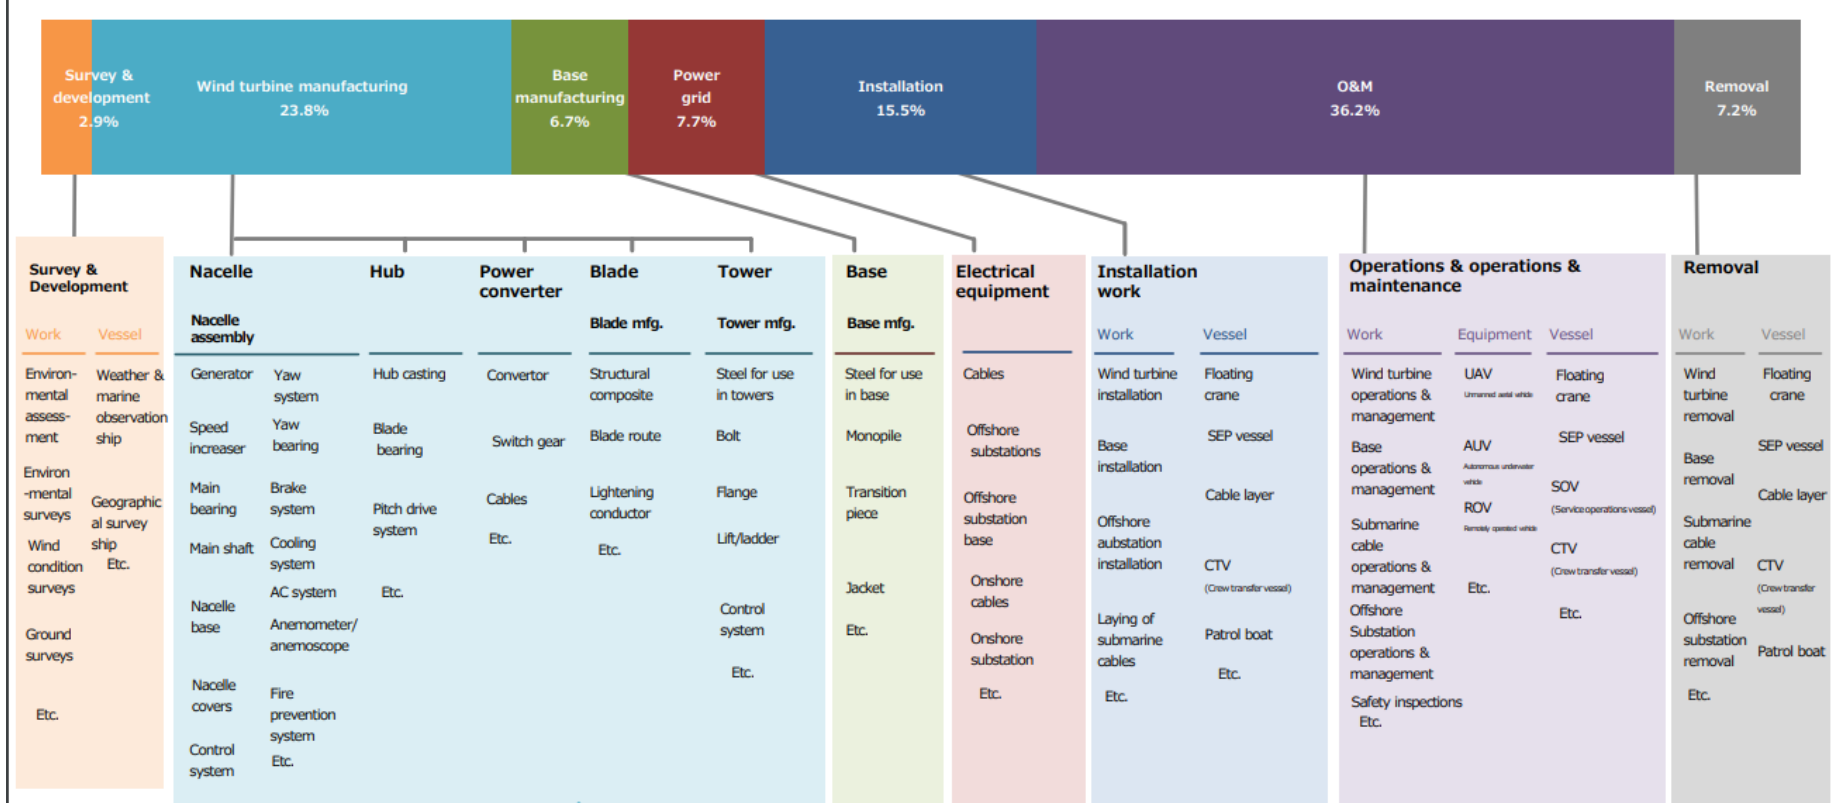 Survey &
development
2.9%
Wind turbine manufacturing
23.8%
Base
manufacturing
6.7%
Power
grid
7.7%
Installation
15.5%
O&M
36.2%
Removal
7.2%
Survey &
Development
Work
Environ-
mental
assess-
ment
Environ
-mental
surveys
Wind
condition
surveys
Ground
surveys
Etc.
Vessel
Weather &
marine
observation
ship
Geographic
al survey
ship
Etc.
Nacelle
Nacelle
assembly
Generator
Speed
increaser
Main
bearing
Main shaft
Nacelle
base
Nacelle
covers
Control
system
Yaw
system
Yaw
bearing
Brake
system
Cooling
system
AC system
Anemometer/
anemoscope
Fire
prevention
system
Etc.
Hub
Hub casting
Blade
bearing
Pitch drive
system
Etc.
Power
converter
Convertor
Switch gear
Cables
Etc.
Blade
Blade mfg.
Structural
composite
Blade route
Lightening
conductor
Etc.
Tower
Tower mfg.
Steel for use
in towers
Bolt
Flange
Lift/ladder
Control
system
Etc.
Base
Base mfg.
Steel for use
in base
Monopile
Transition
piece
Jacket
Etc.
Electrical
equipment
Cables
Offshore
substations
Offshore
substation
base
Onshore
cables
Onshore
substation
Etc.
Installation
work
Work
Wind turbine
installation
Base
installation
Offshore
aubstation
installation
Laying of
submarine
cables
Etc.
Vessel
Floating
crane
SEP vessel
Cable layer
CTV
(Crew transfer vessel)
Patrol boat
Etc.
Operations & operations &
maintenance
Work
Wind turbine
operations &
management
Base
operations &
management
Submarine
cable
operations &
management
Offshore
Substation
operations &
management
Safety inspections
Etc.
Equipment
UAV
Unmanned aerial vehicle
AUV
Autonomous underwater
vehicle
ROV
Remotely operated vehicle
Etc.
Vessel
Floating
crane
SEP vessel
SOV
(Service operations vessel)
CTV
(Crew transfer vessel)
Etc.
Removal
Work
Wind
turbine
removal
Base
removal
Submarine
cable
removal
Offshore
substation
removal
Etc.
Vessel
Floating
crane
SEP vessel
Cable layer
CTV
(Crew transfer
vessel)
Patrol boat